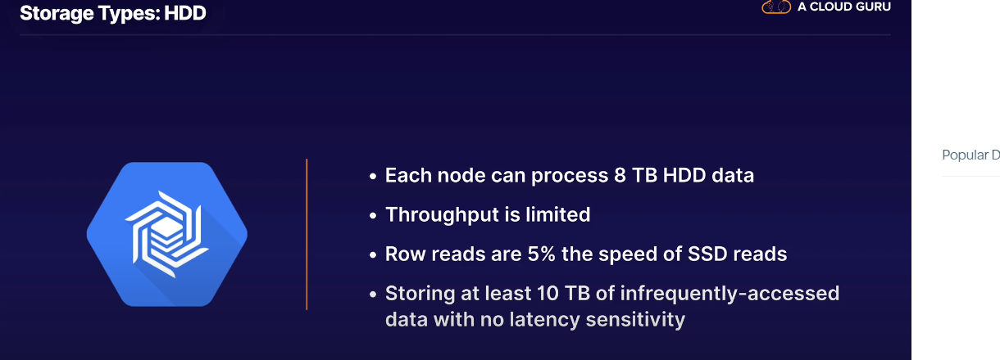 Storage Types: HDD
A CLOUD GURU
• Each node can process 8 TB HDD data
• Throughput is limited
• Row reads are 5% the speed of SSD reads
• Storing at least 10 TB of infrequently-accessed
data with no latency sensitivity
Popular D